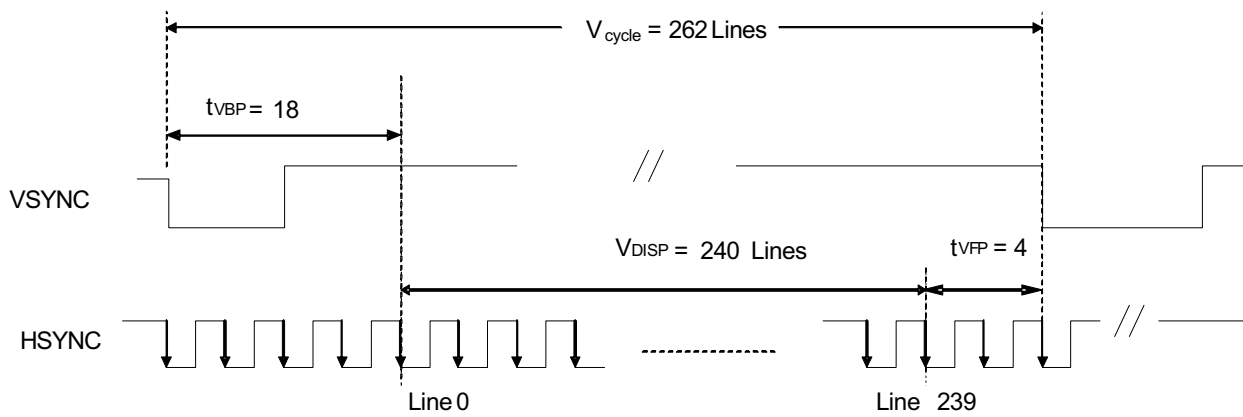 Vcycle = 262 Lines
tVBP = 18
VSYNC
VDISP = 240 Lines
tVFP = 4
HSYNC
Line 0
Line 239